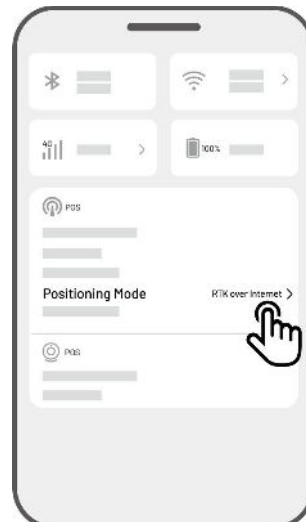 4G
100%
POS
Positioning Mode
RTK over Internet
POS